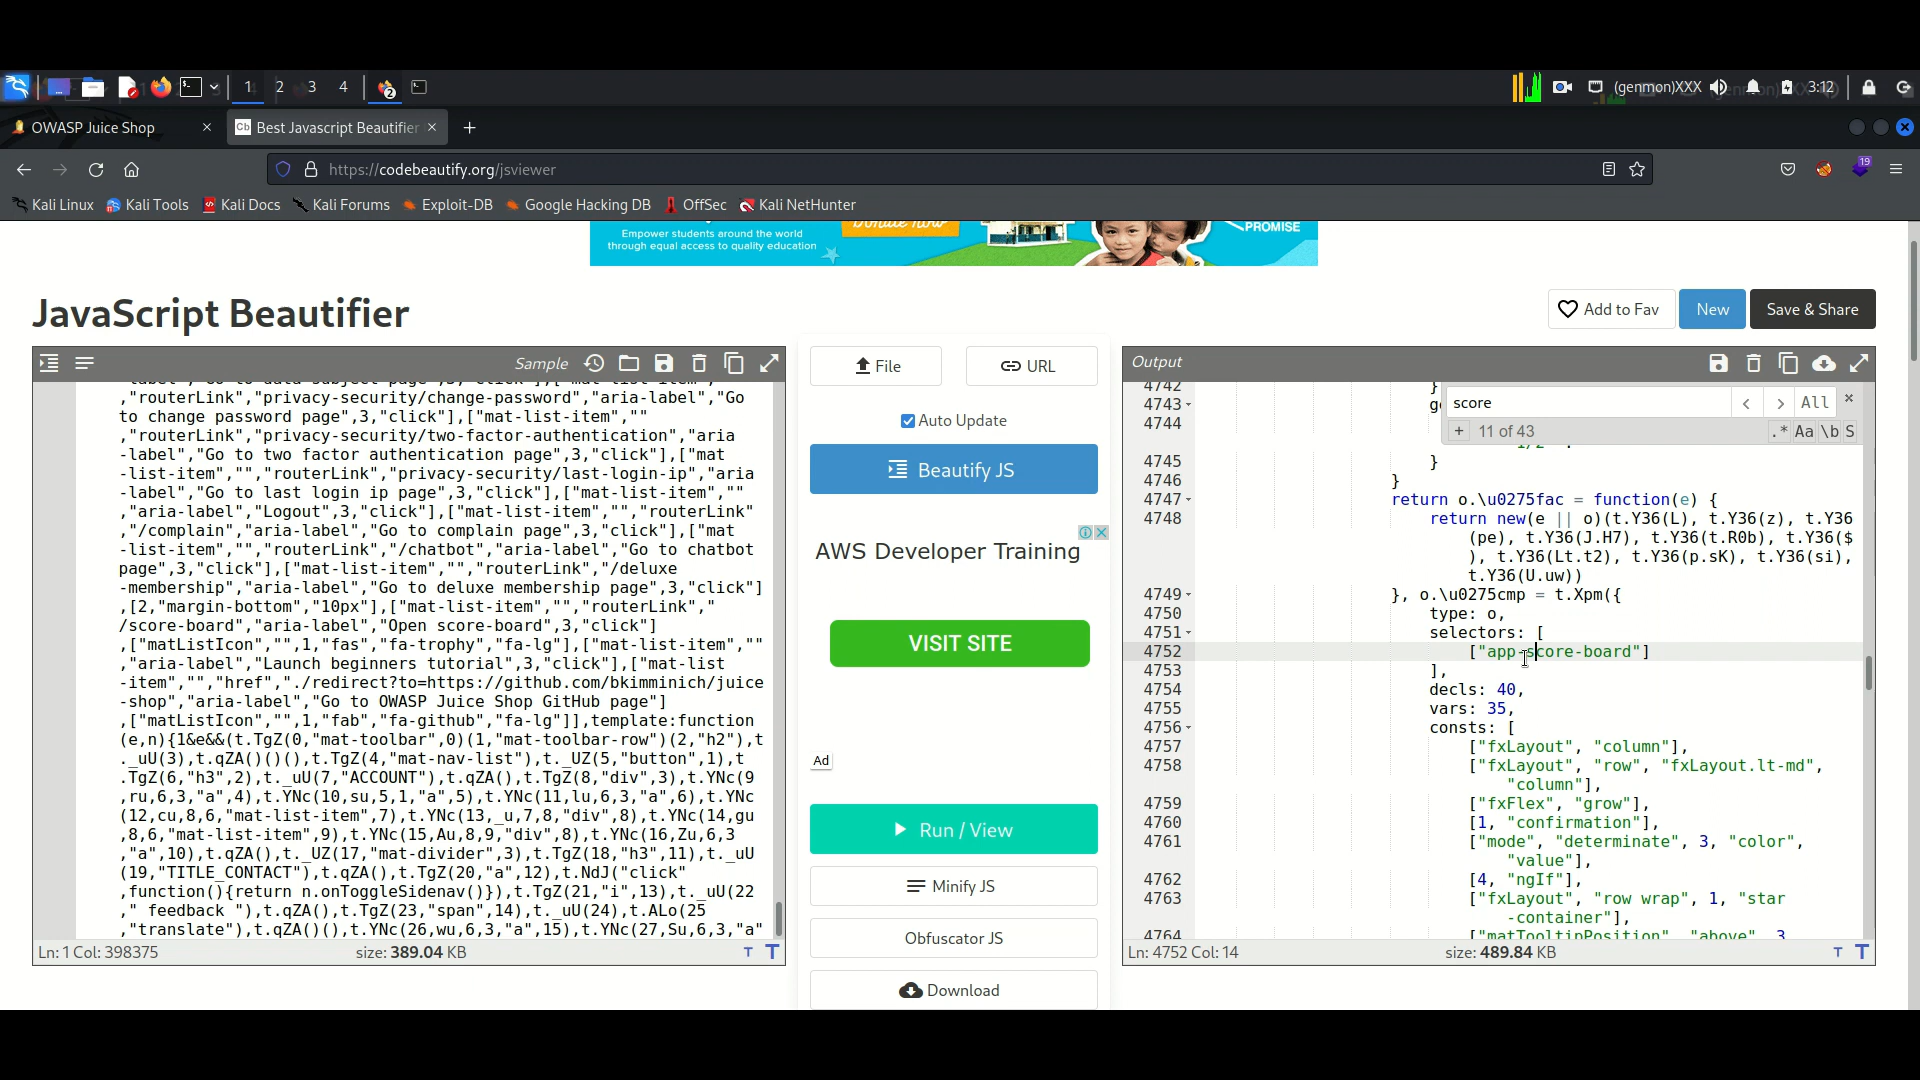 1 2 3 4 (genmon)XXX 3:12
OWASP Juice Shop × Best Javascript Beautifier × +
https://codebeautify.org/jsviewer 19
Kali Linux Kali Tools Kali Docs Kali Forums Exploit-DB Google Hacking DB OffSec Kali NetHunter
Empower students around the world
through equal access to quality education
PROMISE
JavaScript Beautifier
Add to Fav New Save & Share
Sample
,"routerLink","privacy-security/change-password","aria-label","Go
to change password page",3,"click"],["mat-list-item",""
,"routerLink","privacy-security/two-factor-authentication","aria
-label","Go to two factor authentication page",3,"click"],["mat
-list-item","","routerLink","privacy-security/last-login-ip","aria
-label","Go to last login ip page",3,"click"],["mat-list-item",""
,"aria-label","Logout",3,"click"],["mat-list-item","","routerLink"
,"/complain","aria-label","Go to complain page",3,"click"],["mat
-list-item","","routerLink","/chatbot","aria-label","Go to chatbot
page",3,"click"],["mat-list-item","","routerLink","/deluxe
-membership","aria-label","Go to deluxe membership page",3,"click"]
,[2,"margin-bottom","10px"],["mat-list-item","","routerLink","
/score-board","aria-label","Open score-board",3,"click"]
,["matListIcon","",1,"fas","fa-trophy","fa-lg"],["mat-list-item",""
,"aria-label","Launch beginners tutorial",3,"click"],["mat-list
-item","","href","./redirect?to=https://github.com/bkimminich/juice
-shop","aria-label","Go to OWASP Juice Shop GitHub page"]
,["matListIcon","",1,"fab","fa-github","fa-lg"]],template:function
(e,n){1&e&&(t.TgZ(0,"mat-toolbar",0)(1,"mat-toolbar-row")(2,"h2"),t
._uU(3),t.qZA()()(),t.TgZ(4,"mat-nav-list"),t._UZ(5,"button",1),t
.TgZ(6,"h3",2),t._uU(7,"ACCOUNT"),t.qZA(),t.TgZ(8,"div",3),t.YNc(9
,ru,6,3,"a",4),t.YNc(10,su,5,1,"a",5),t.YNc(11,lu,6,3,"a",6),t.YNc
(12,cu,8,6,"mat-list-item",7),t.YNc(13,_u,7,8,"div",8),t.YNc(14,gu
,8,6,"mat-list-item",9),t.YNc(15,Au,8,9,"div",8),t.YNc(16,Zu,6,3
,"a",10),t.qZA(),t._UZ(17,"mat-divider",3),t.TgZ(18,"h3",11),t._uU
(19,"TITLE_CONTACT"),t.qZA(),t.TgZ(20,"a",12),t.NdJ("click"
,function(){return n.onToggleSidenav()}),t.TgZ(21,"i",13),t._uU(22
," feedback "),t.qZA(),t.TgZ(23,"span",14),t._uU(24),t.ALo(25
,"translate"),t.qZA()(),t.YNc(26,wu,6,3,"a",15),t.YNc(27,Su,6,3,"a"
Ln: 1 Col: 398375 size: 389.04 KB T T
File URL
Auto Update
Beautify JS
AWS Developer Training
VISIT SITE
Ad
Run / View
Minify JS
Obfuscator JS
Download
Output
score All ×
+ 11 of 43 .* Aa \b S
4742 }
4743
4744
4745 }
4746 }
4747 return o.\u0275fac = function(e) {
4748 return new(e || o)(t.Y36(L), t.Y36(z), t.Y36
(pe), t.Y36(J.H7), t.Y36(t.R0b), t.Y36($
), t.Y36(Lt.t2), t.Y36(p.sK), t.Y36(si),
t.Y36(U.uw))
4749 }, o.\u0275cmp = t.Xpm({
4750 type: o,
4751 selectors: [
4752 ["app-score-board"]
4753 ],
4754 decls: 40,
4755 vars: 35,
4756 consts: [
4757 ["fxLayout", "column"],
4758 ["fxLayout", "row", "fxLayout.lt-md",
"column"],
4759 ["fxFlex", "grow"],
4760 [1, "confirmation"],
4761 ["mode", "determinate", 3, "color",
"value"],
4762 [4, "ngIf"],
4763 ["fxLayout", "row wrap", 1, "star
-container"],
4764 ["matTooltipPosition", "above", 3,
Ln: 4752 Col: 14 size: 489.84 KB T T